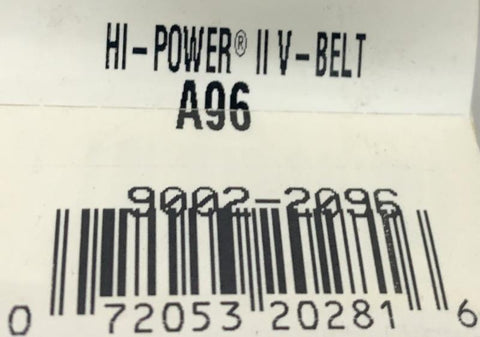 HI-POWER® II V-BELT
A96
9002-2096
0 72053 20281 6